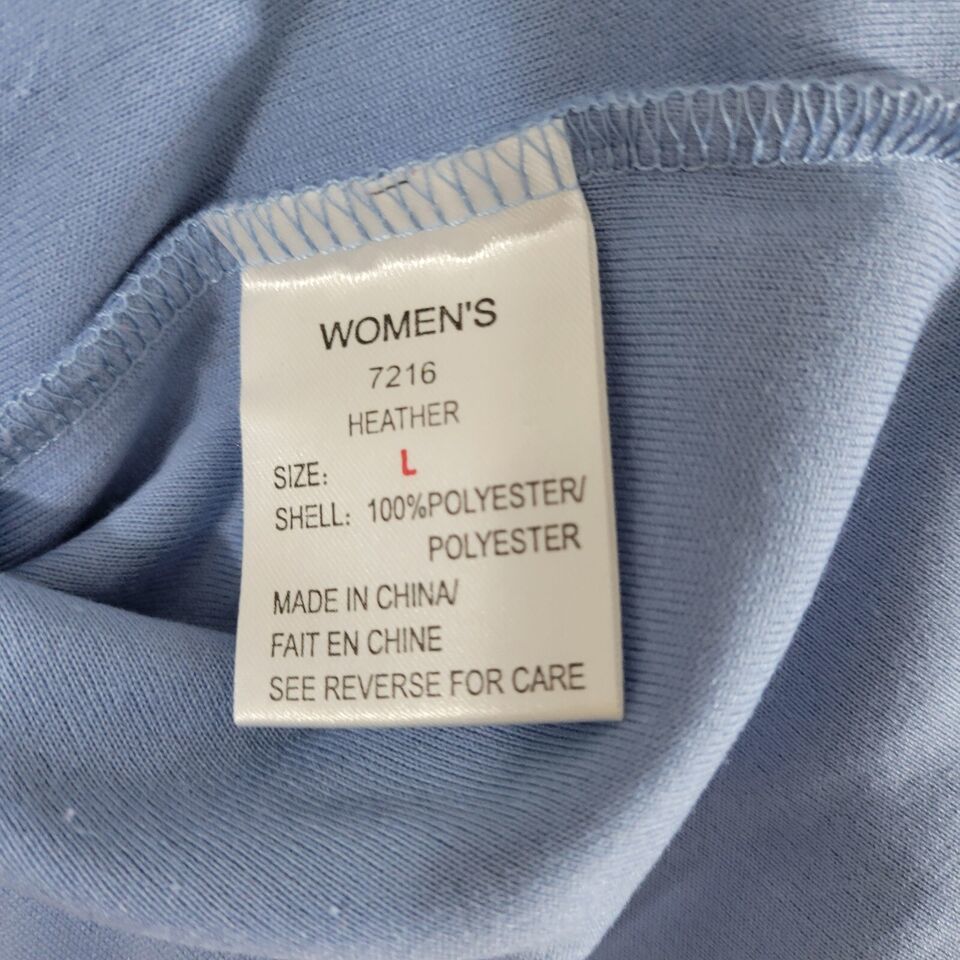 WOMEN'S
7216
HEATHER
SIZE: L
SHELL: 100%POLYESTER/
POLYESTER
MADE IN CHINA/
FAIT EN CHINE
SEE REVERSE FOR CARE